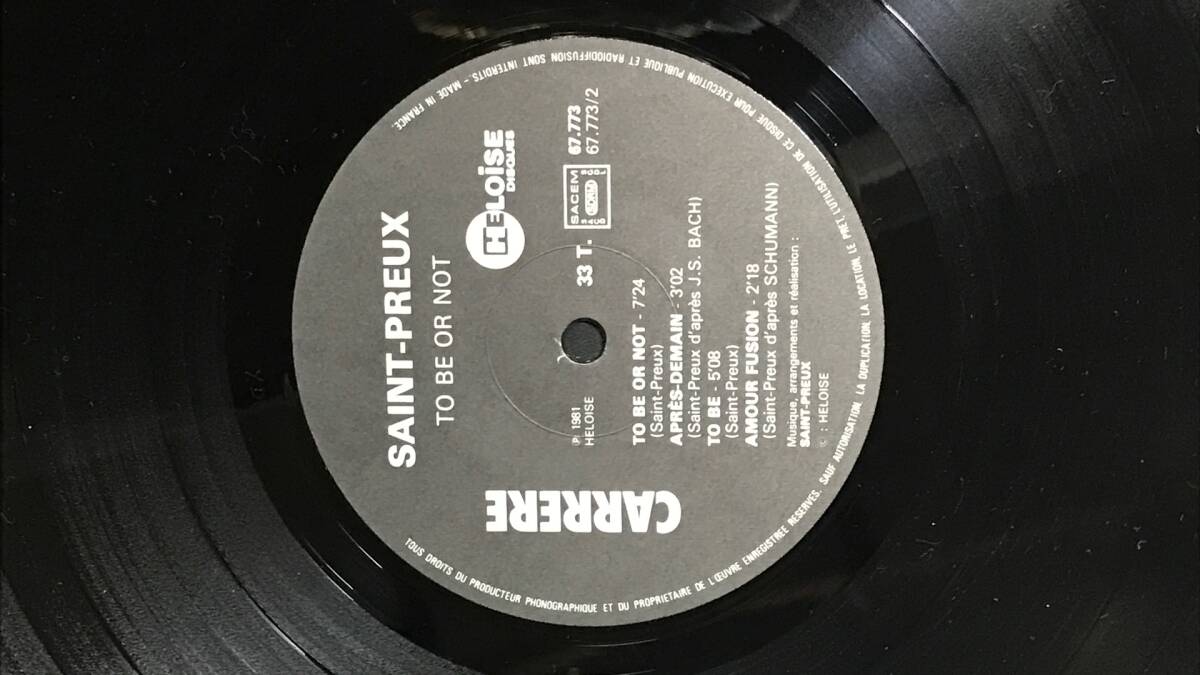 SAINT-PREUX
TO BE OR NOT
HELOÏSE
DISQUES
CARRERE
℗ 1981
HELOISE
33 T.
SACEM
SDRM
67.773
67.773/2
TO BE OR NOT - 7'24
(Saint-Preux)
APRÈS-DEMAIN - 3'02
(Saint-Preux d'après J.S. BACH)
TO BE - 5'08
(Saint-Preux)
AMOUR FUSION - 2'18
(Saint-Preux d'après SCHUMANN)
Musique, arrangements et réalisation :
SAINT-PREUX
© : HELOISE
TOUS DROITS DU PRODUCTEUR PHONOGRAPHIQUE ET DU PROPRIETAIRE DE L'ŒUVRE ENREGISTREE RESERVES. SAUF AUTORISATION, LA DUPLICATION, LA LOCATION, LE PRET, L'UTILISATION DE CE DISQUE POUR EXECUTION PUBLIQUE ET RADIODIFFUSION SONT INTERDITS - MADE IN FRANCE.